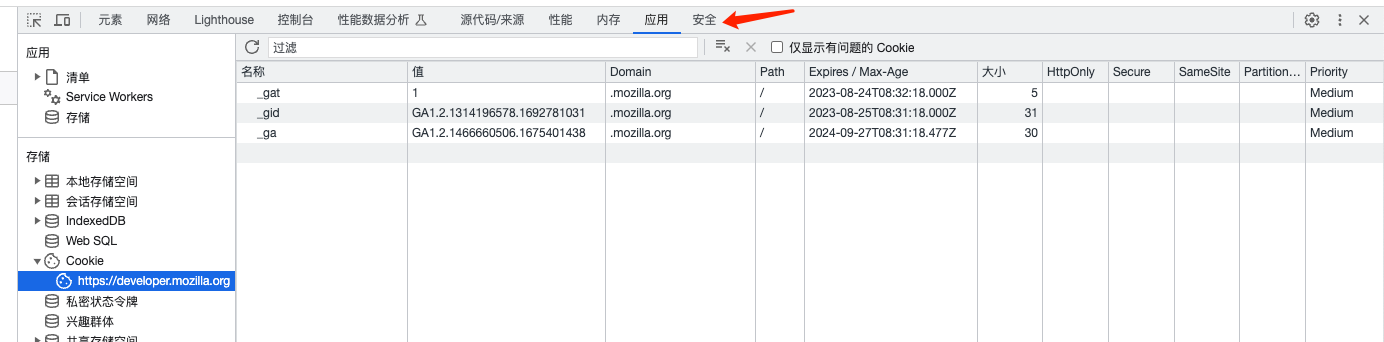 元素 网络 Lighthouse 控制台 性能数据分析 源代码/来源 性能 内存 应用 安全
应用
清单
Service Workers
存储
存储
本地存储空间
会话存储空间
IndexedDB
Web SQL
Cookie
https://developer.mozilla.org
私密状态令牌
兴趣群体
共享存储空间
过滤 仅显示有问题的 Cookie
名称 值 Domain Path Expires / Max-Age 大小 HttpOnly Secure SameSite Partition... Priority
_gat 1 .mozilla.org / 2023-08-24T08:32:18.000Z 5 Medium
_gid GA1.2.1314196578.1692781031 .mozilla.org / 2023-08-25T08:31:18.000Z 31 Medium
_ga GA1.2.1466660506.1675401438 .mozilla.org / 2024-09-27T08:31:18.477Z 30 Medium